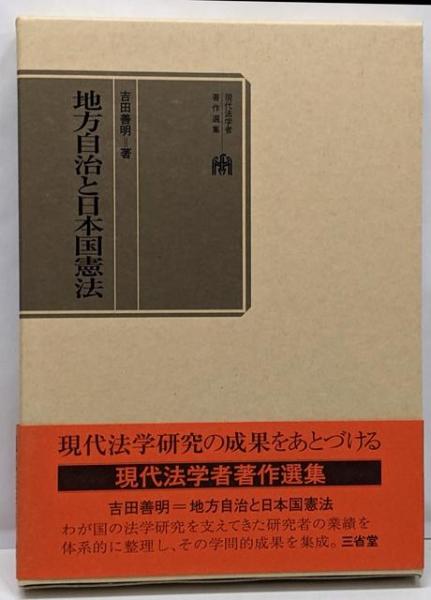 現代法学者
著作選集
吉田善明＝著
地方自治と日本国憲法
現代法学研究の成果をあとづける
現代法学者著作選集
吉田善明＝地方自治と日本国憲法
わが国の法学研究を支えてきた研究者の業績を
体系的に整理し、その学問的成果を集成。三省堂